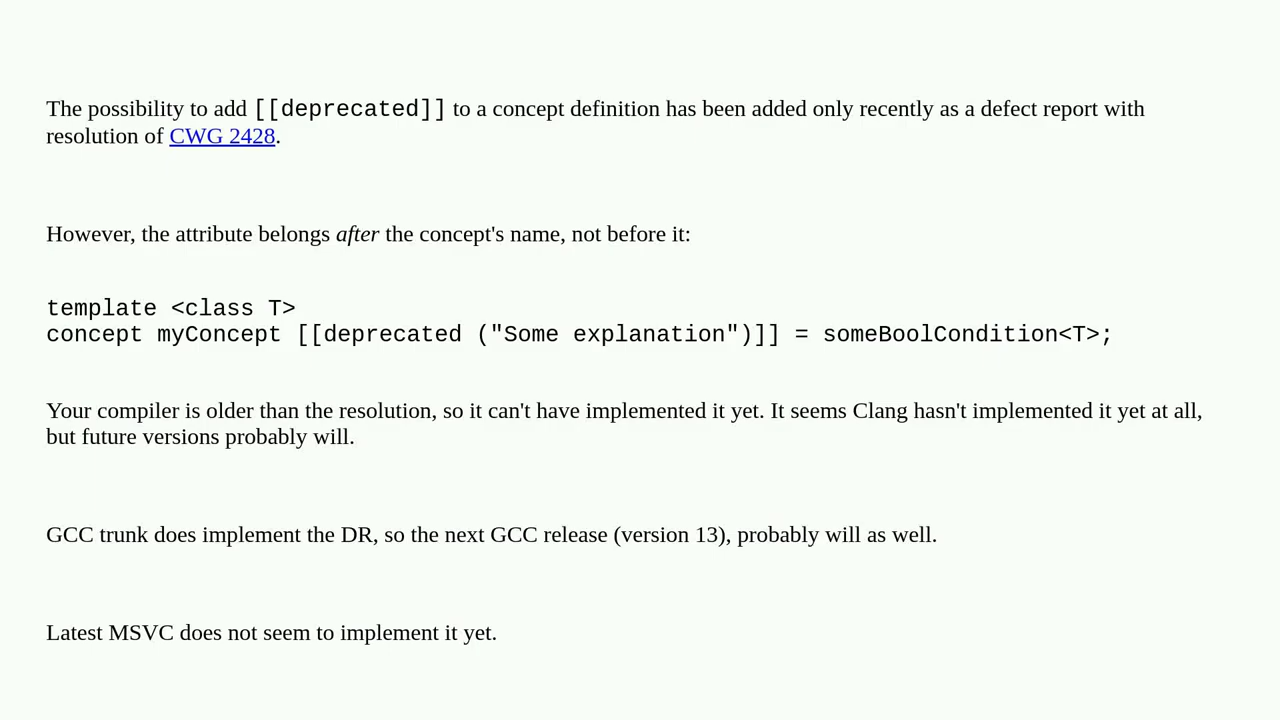 The possibility to add [[deprecated]] to a concept definition has been added only recently as a defect report with
resolution of CWG 2428.
However, the attribute belongs after the concept's name, not before it:
template <class T>
concept myConcept [[deprecated ("Some explanation")]] = someBoolCondition<T>;
Your compiler is older than the resolution, so it can't have implemented it yet. It seems Clang hasn't implemented it yet at all,
but future versions probably will.
GCC trunk does implement the DR, so the next GCC release (version 13), probably will as well.
Latest MSVC does not seem to implement it yet.